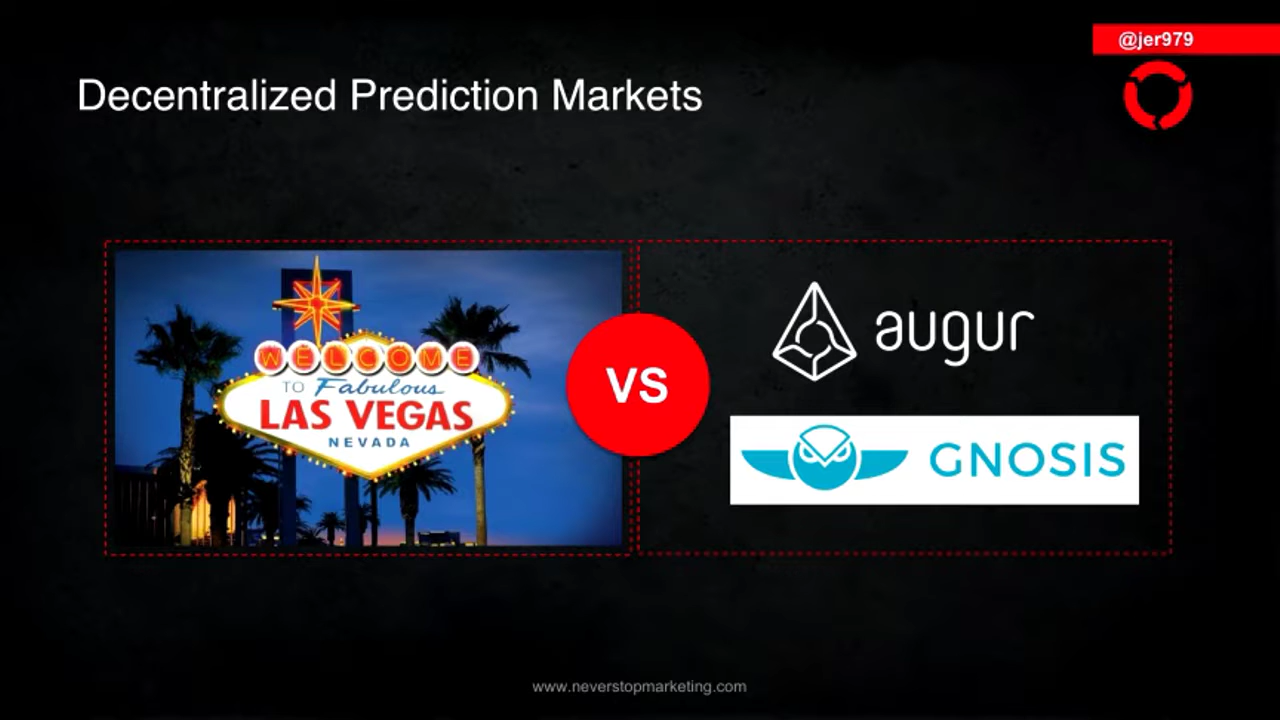 @jer979
Decentralized Prediction Markets
WELCOME
TO Fabulous
LAS VEGAS
NEVADA
VS
augur
GNOSIS
www.neverstopmarketing.com